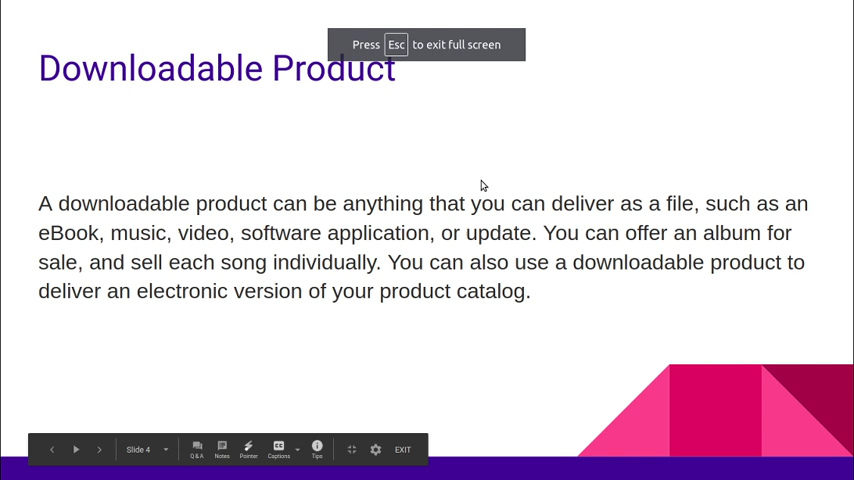 Press Esc to exit full screen
Downloadable Product
A downloadable product can be anything that you can deliver as a file, such as an
eBook, music, video, software application, or update. You can offer an album for
sale, and sell each song individually. You can also use a downloadable product to
deliver an electronic version of your product catalog.
Slide 4
Q & A Notes Pointer Captions Tips
EXIT